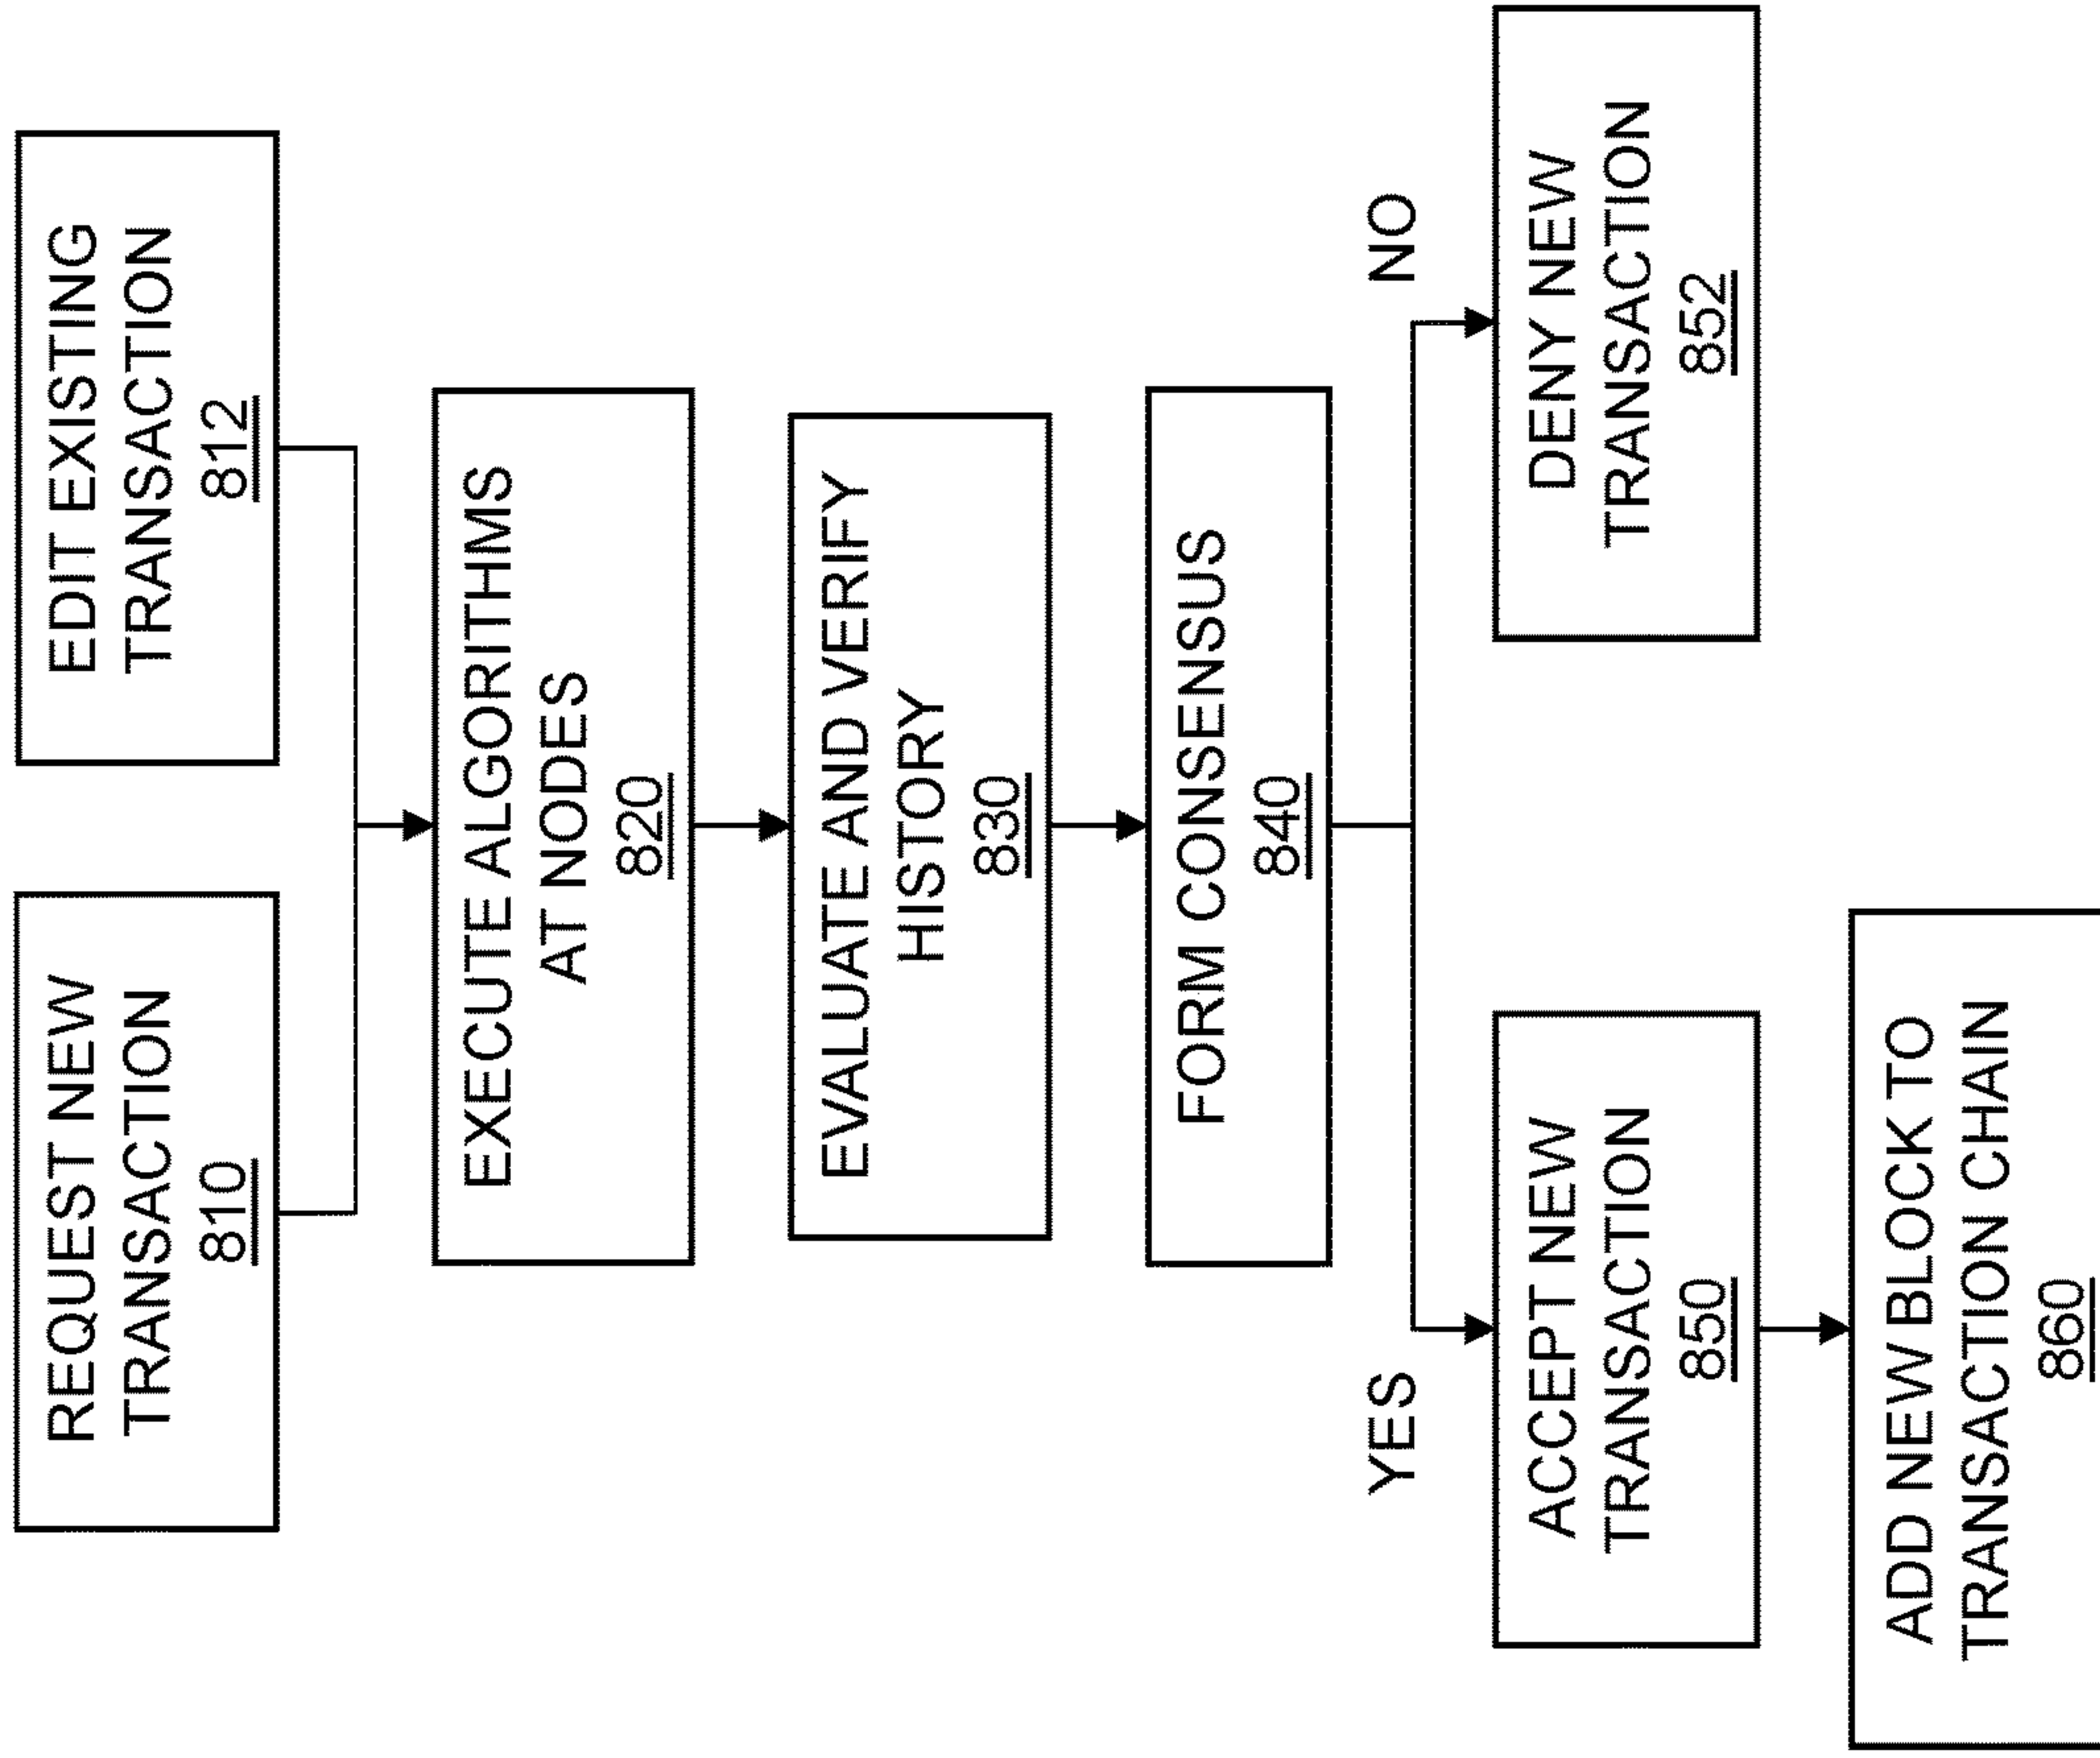 REQUEST NEW
TRANSACTION
810
EDIT EXISTING
TRANSACTION
812
EXECUTE ALGORITHMS
AT NODES
820
EVALUATE AND VERIFY
HISTORY
830
FORM CONSENSUS
840
YES
NO
ACCEPT NEW
TRANSACTION
850
DENY NEW
TRANSACTION
852
ADD NEW BLOCK TO
TRANSACTION CHAIN
860